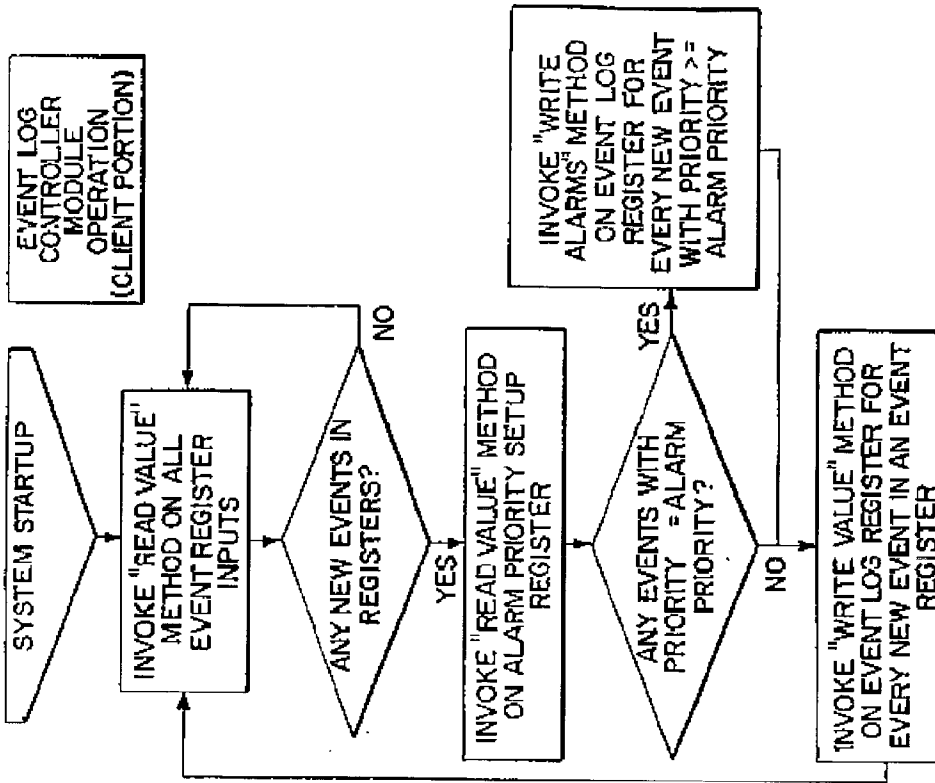 EVENT LOG
CONTROLLER
MODULE
OPERATION
(CLIENT PORTION)
SYSTEM STARTUP
INVOKE "READ VALUE"
METHOD ON ALL
EVENT REGISTER
INPUTS
ANY NEW EVENTS IN
REGISTERS?
NO
YES
INVOKE "READ VALUE" METHOD
ON ALARM PRIORITY SETUP
REGISTER
ANY EVENTS WITH
PRIORITY =ALARM
PRIORITY?
YES
INVOKE "WRITE
ALARMS" METHOD
ON EVENT LOG
REGISTER FOR
EVERY NEW EVENT
WITH PRIORITY >=
ALARM PRIORITY
NO
INVOKE "WRITE VALUE" METHOD
ON EVENT LOG REGISTER FOR
EVERY NEW EVENT IN AN EVENT
REGISTER